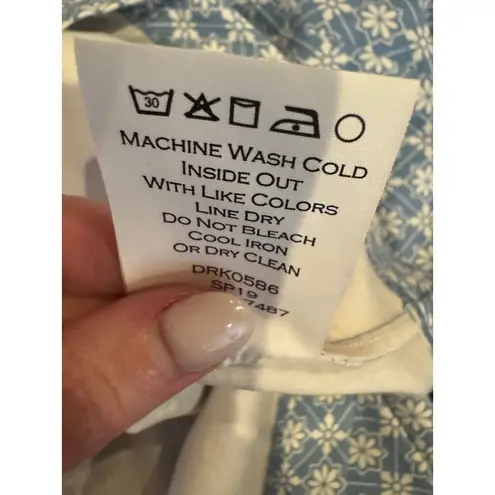 30
MACHINE WASH COLD
INSIDE OUT
WITH LIKE COLORS
LINE DRY
DO NOT BLEACH
COOL IRON
OR DRY CLEAN
DRK0586
SP19
7487